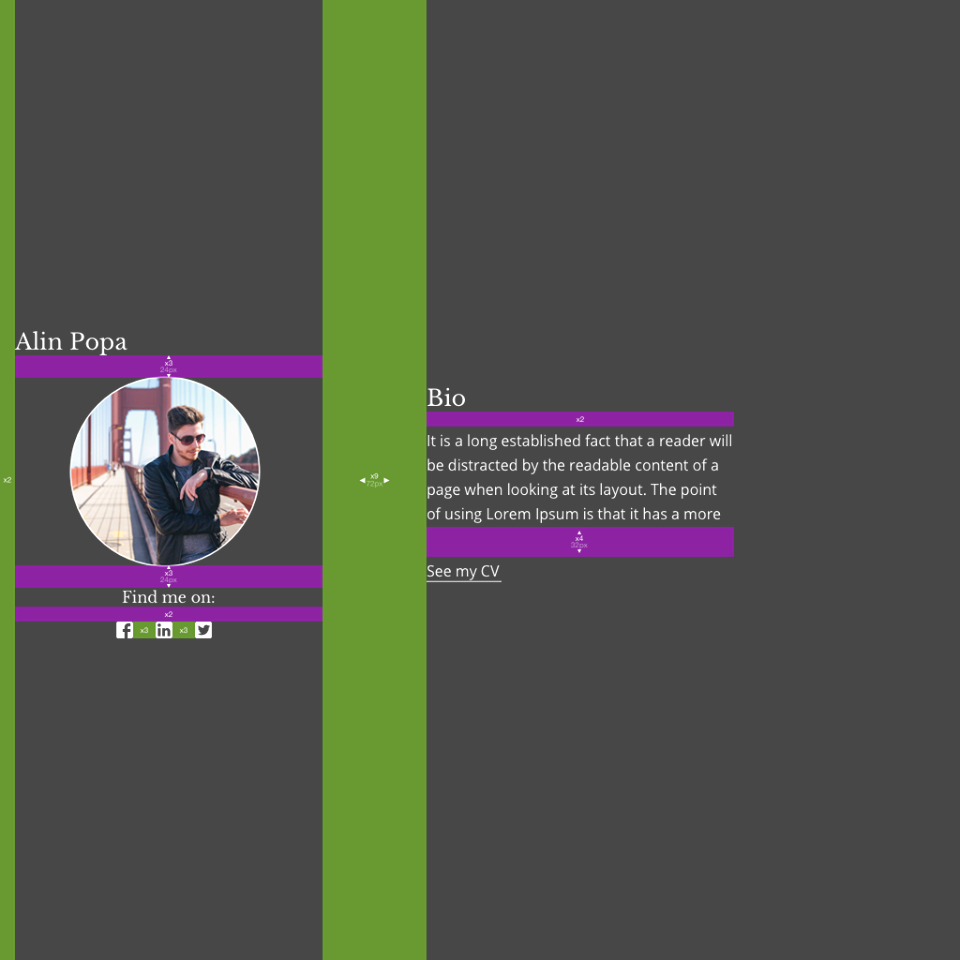 Alin Popa
x3
24px
x2
x3
24px
Find me on:
x2
f x3 in x3
x9
72px
Bio
x2
It is a long established fact that a reader will
be distracted by the readable content of a
page when looking at its layout. The point
of using Lorem Ipsum is that it has a more
x4
32px
See my CV